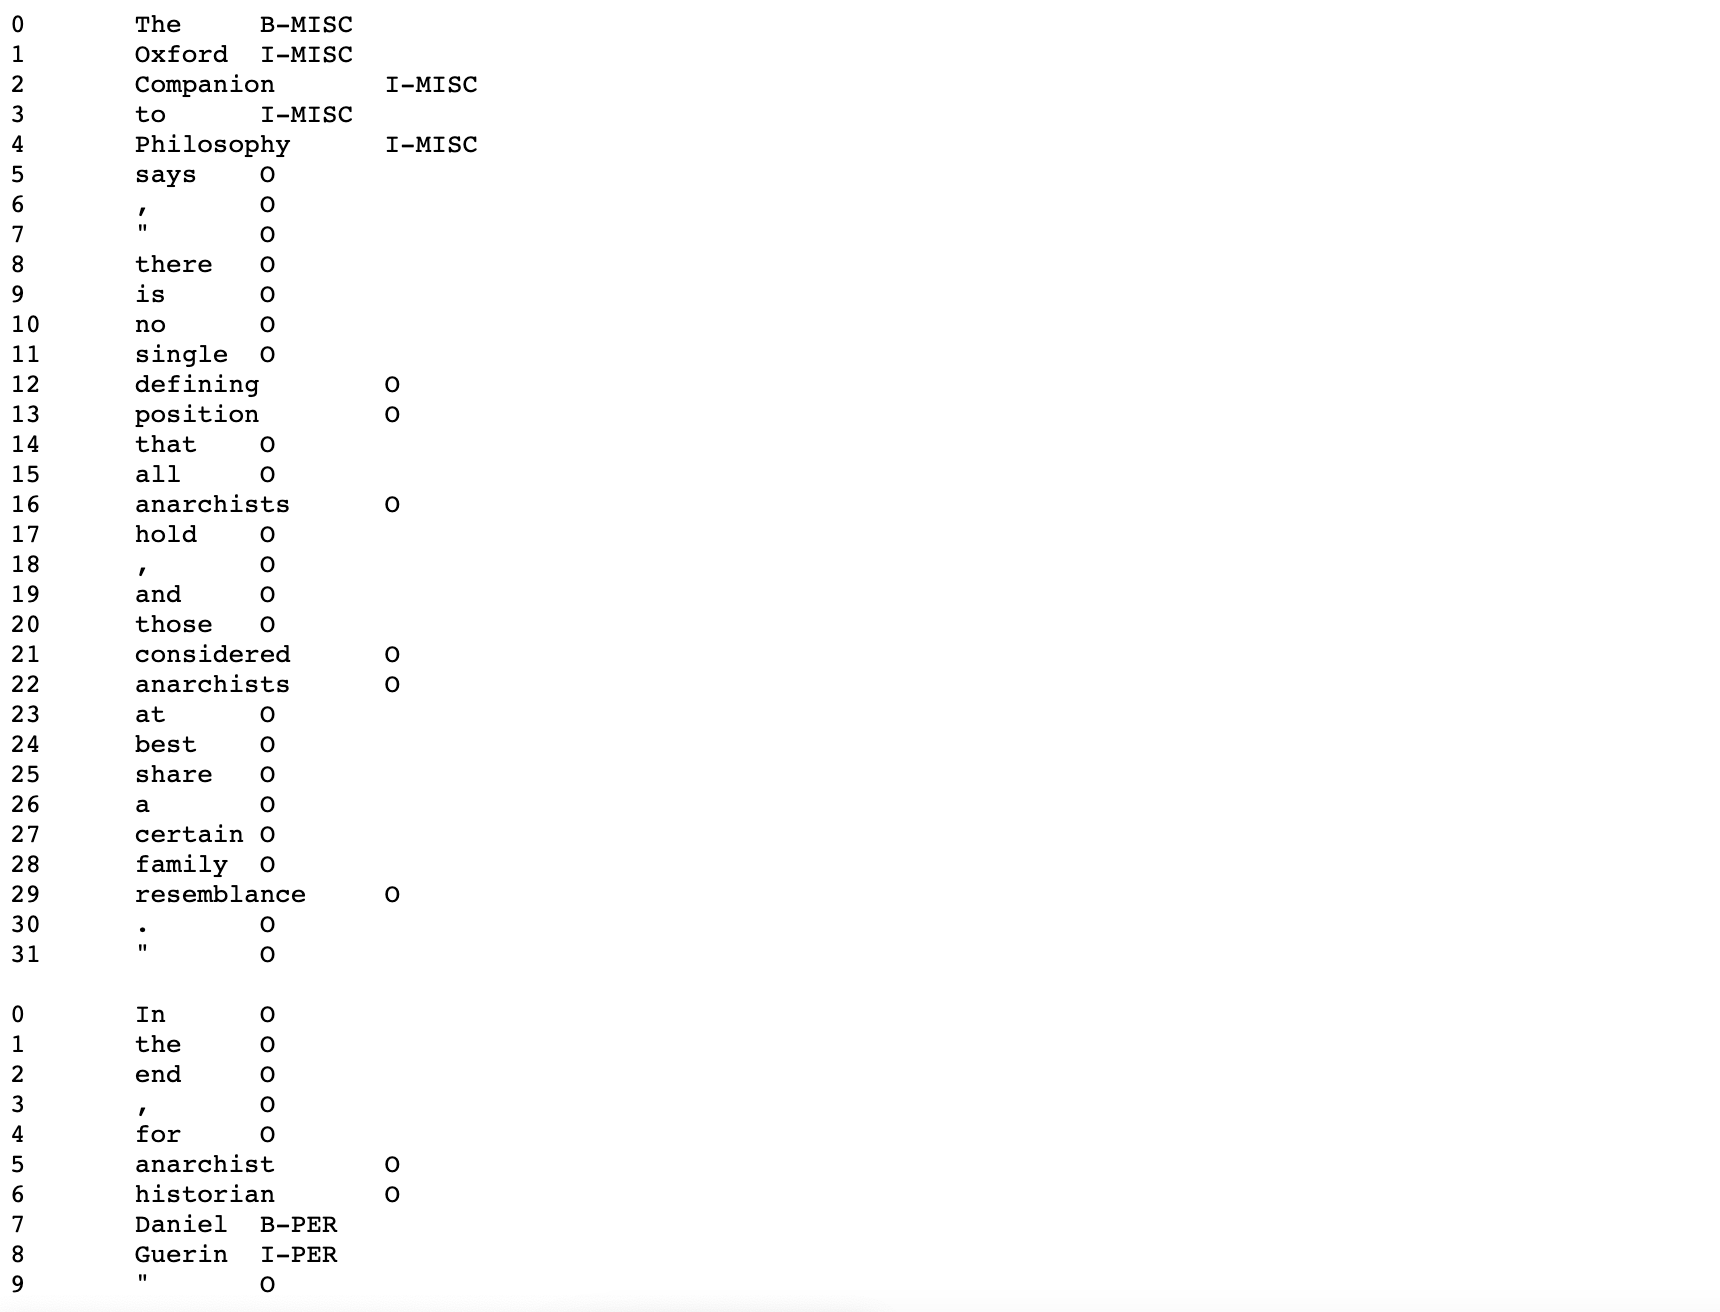 0 The B-MISC
1 Oxford I-MISC
2 Companion I-MISC
3 to I-MISC
4 Philosophy I-MISC
5 says O
6 , O
7 " O
8 there O
9 is O
10 no O
11 single O
12 defining O
13 position O
14 that O
15 all O
16 anarchists O
17 hold O
18 , O
19 and O
20 those O
21 considered O
22 anarchists O
23 at O
24 best O
25 share O
26 a O
27 certain O
28 family O
29 resemblance O
30 . O
31 " O
0 In O
1 the O
2 end O
3 , O
4 for O
5 anarchist O
6 historian O
7 Daniel B-PER
8 Guerin I-PER
9 " O